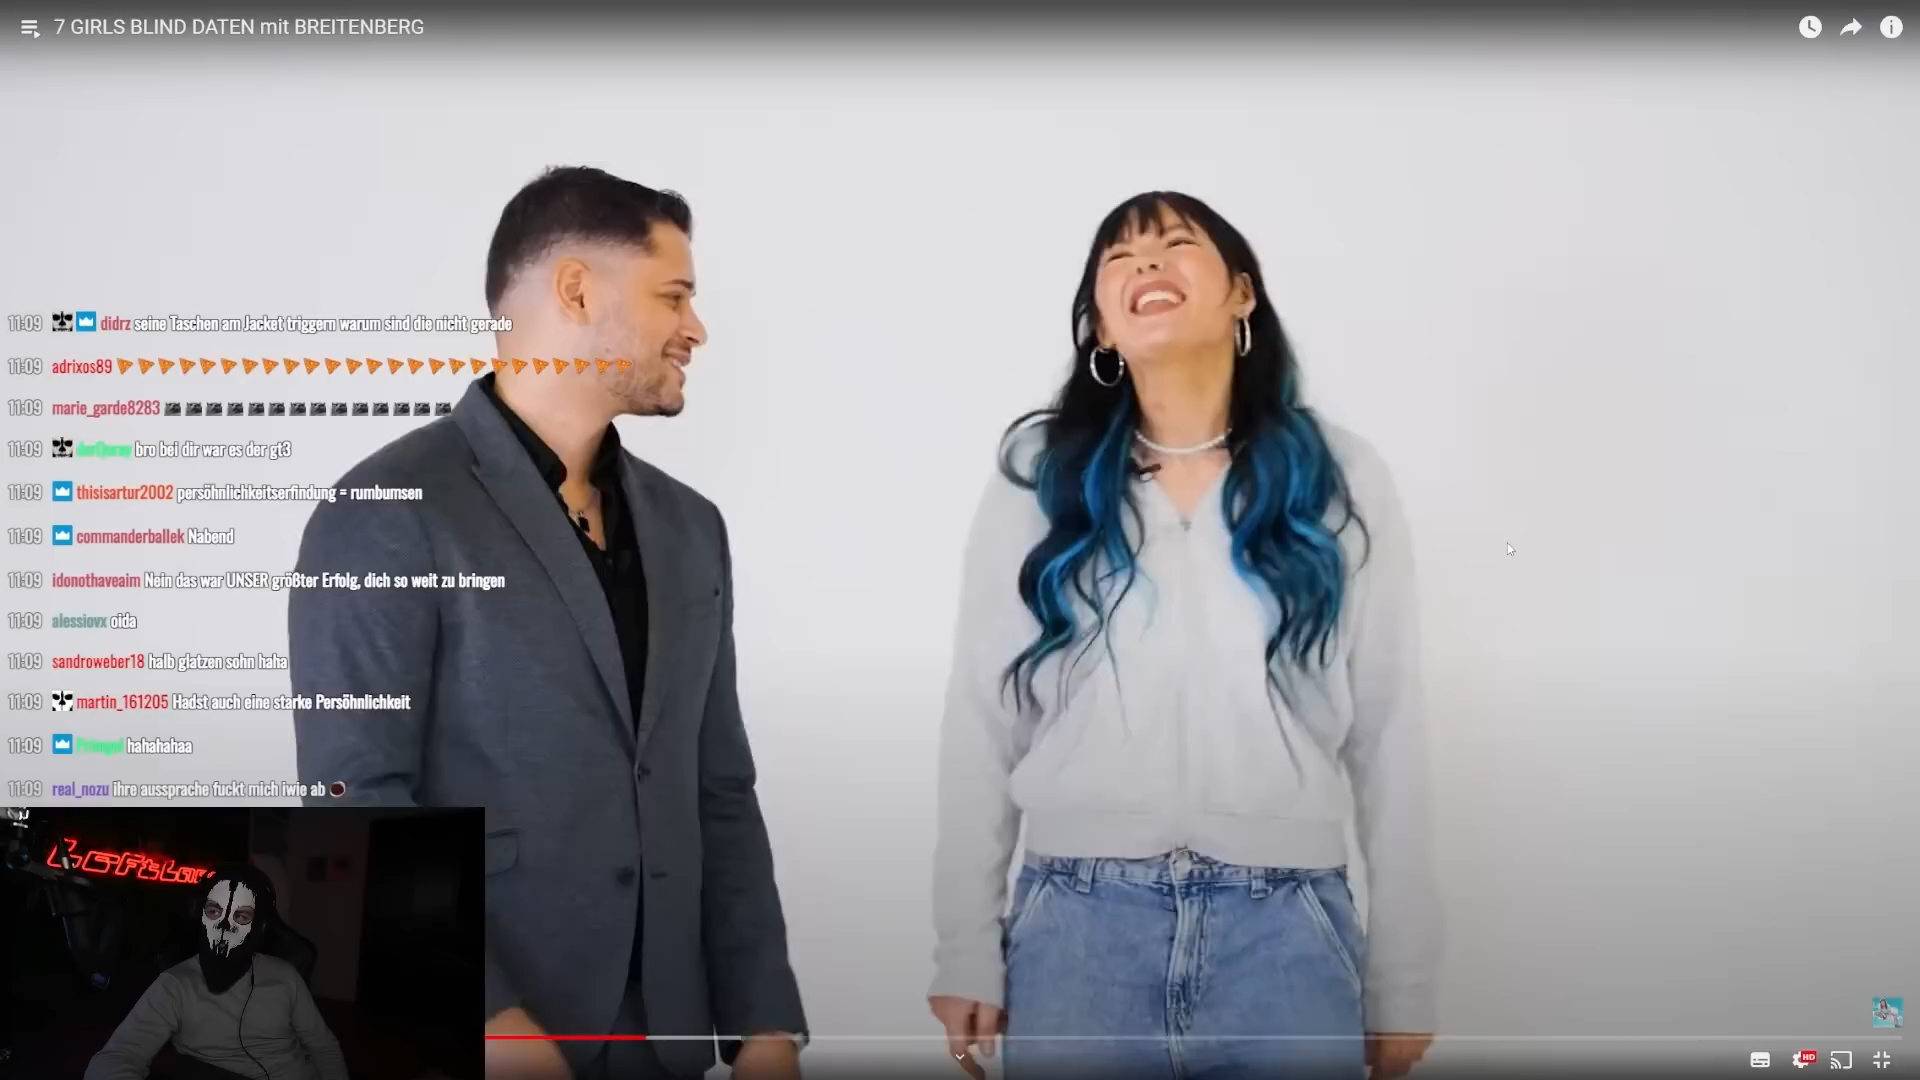 7 GIRLS BLIND DATEN mit BREITENBERG
11:09 didrz seine Taschen am Jacket triggern warum sind die nicht gerade
11:09 adrixos89
11:09 marie_garde8283
11:09 bro bei dir war es der gt3
11:09 thisisartur2002 persöhnlichkeitserfindung = rumbumsen
11:09 commanderballek Nabend
11:09 idonothaveaim Nein das war UNSER größter Erfolg, dich so weit zu bringen
11:09 alessiovx oida
11:09 sandroweber18 halb glatzen sohn haha
11:09 martin_161205 Hadst auch eine starke Persöhnlichkeit
11:09 hahahahaa
11:09 real_nozu ihre aussprache fuckt mich iwie ab
HD